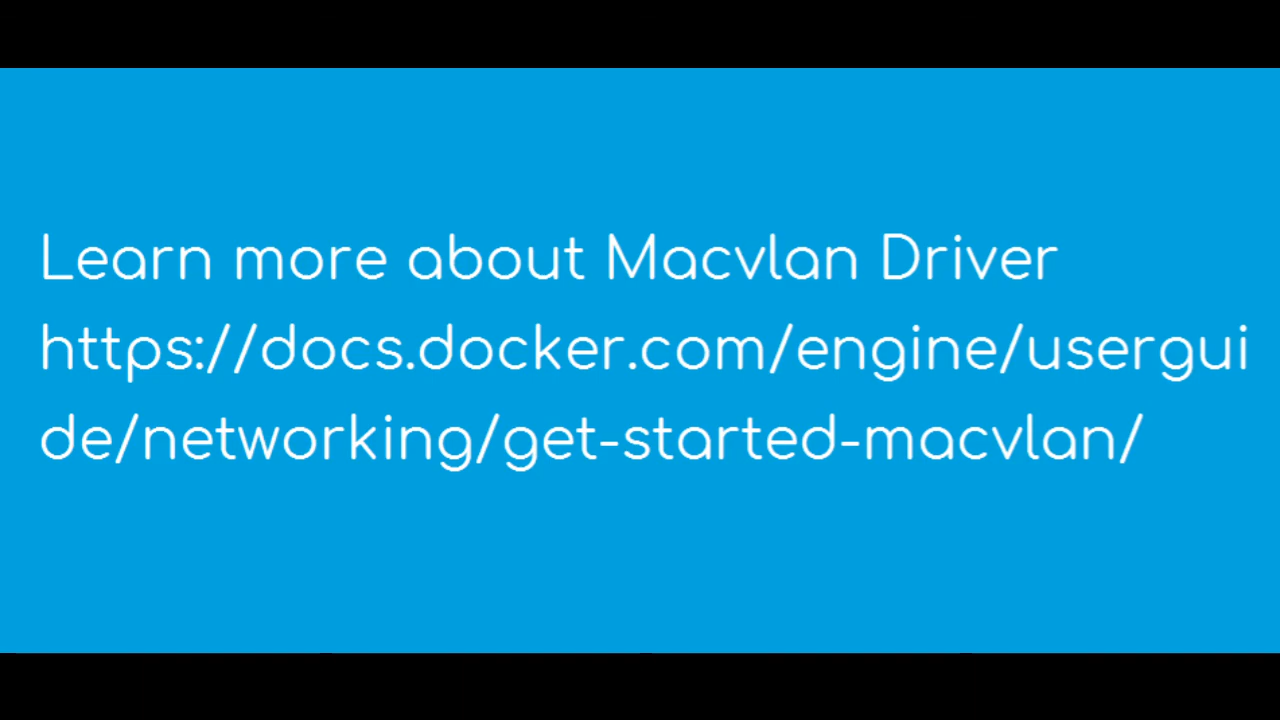 Learn more about Macvlan Driver
https://docs.docker.com/engine/usergui
de/networking/get-started-macvlan/